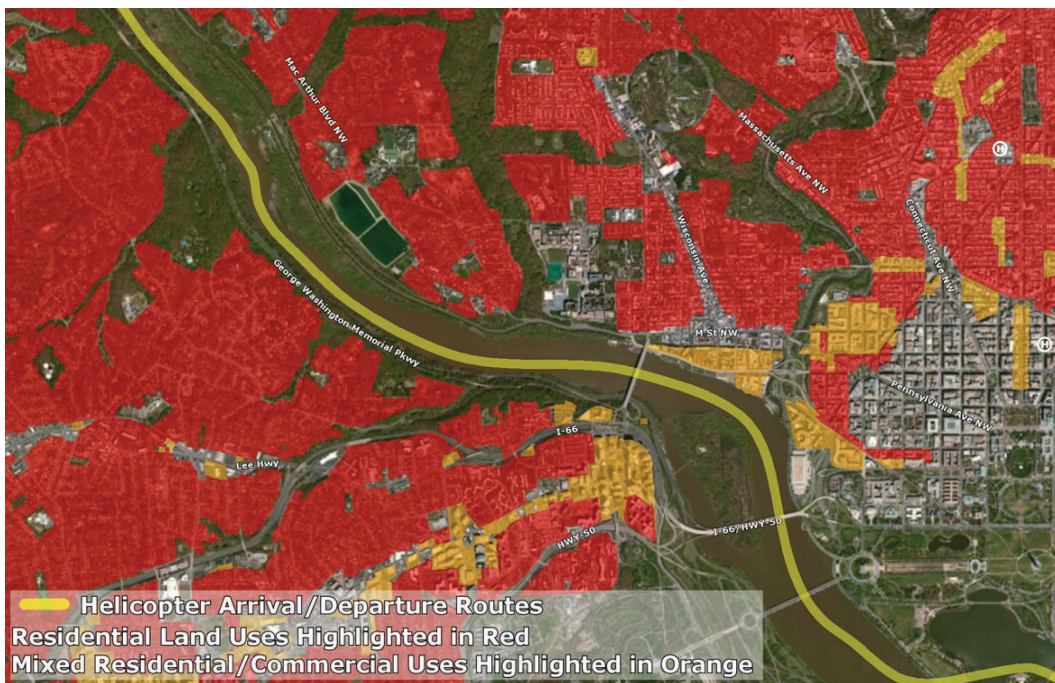 Mac Arthur Blvd NW
Massachusetts Ave NW
H
Wisconsin Ave
Connecticut Ave NW
George Washington Memorial Pkwy
M St NW
H
Pennsylvania Ave NW
I-66
Lee Hwy
I-66/HWY-50
HWY-50
Helicopter Arrival/Departure Routes
Residential Land Uses Highlighted in Red
Mixed Residential/Commercial Uses Highlighted in Orange